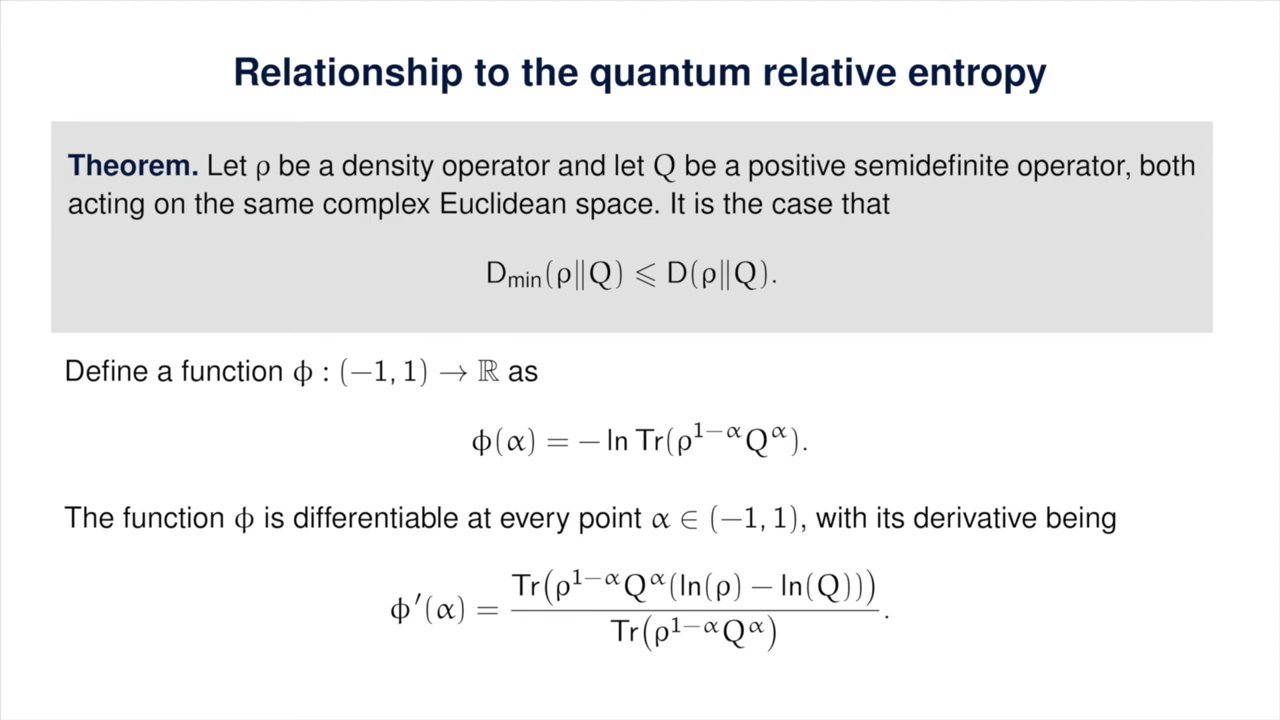 Relationship to the quantum relative entropy
Theorem. Let ρ be a density operator and let Q be a positive semidefinite operator, both
acting on the same complex Euclidean space. It is the case that
D_min(ρ‖Q) ⩽ D(ρ‖Q).
Define a function ϕ : (−1, 1) → ℝ as
ϕ(α) = − ln Tr(ρ^{1−α}Q^α).
The function ϕ is differentiable at every point α ∈ (−1, 1), with its derivative being
ϕ′(α) = Tr(ρ^{1−α}Q^α(ln(ρ) − ln(Q))) / Tr(ρ^{1−α}Q^α).